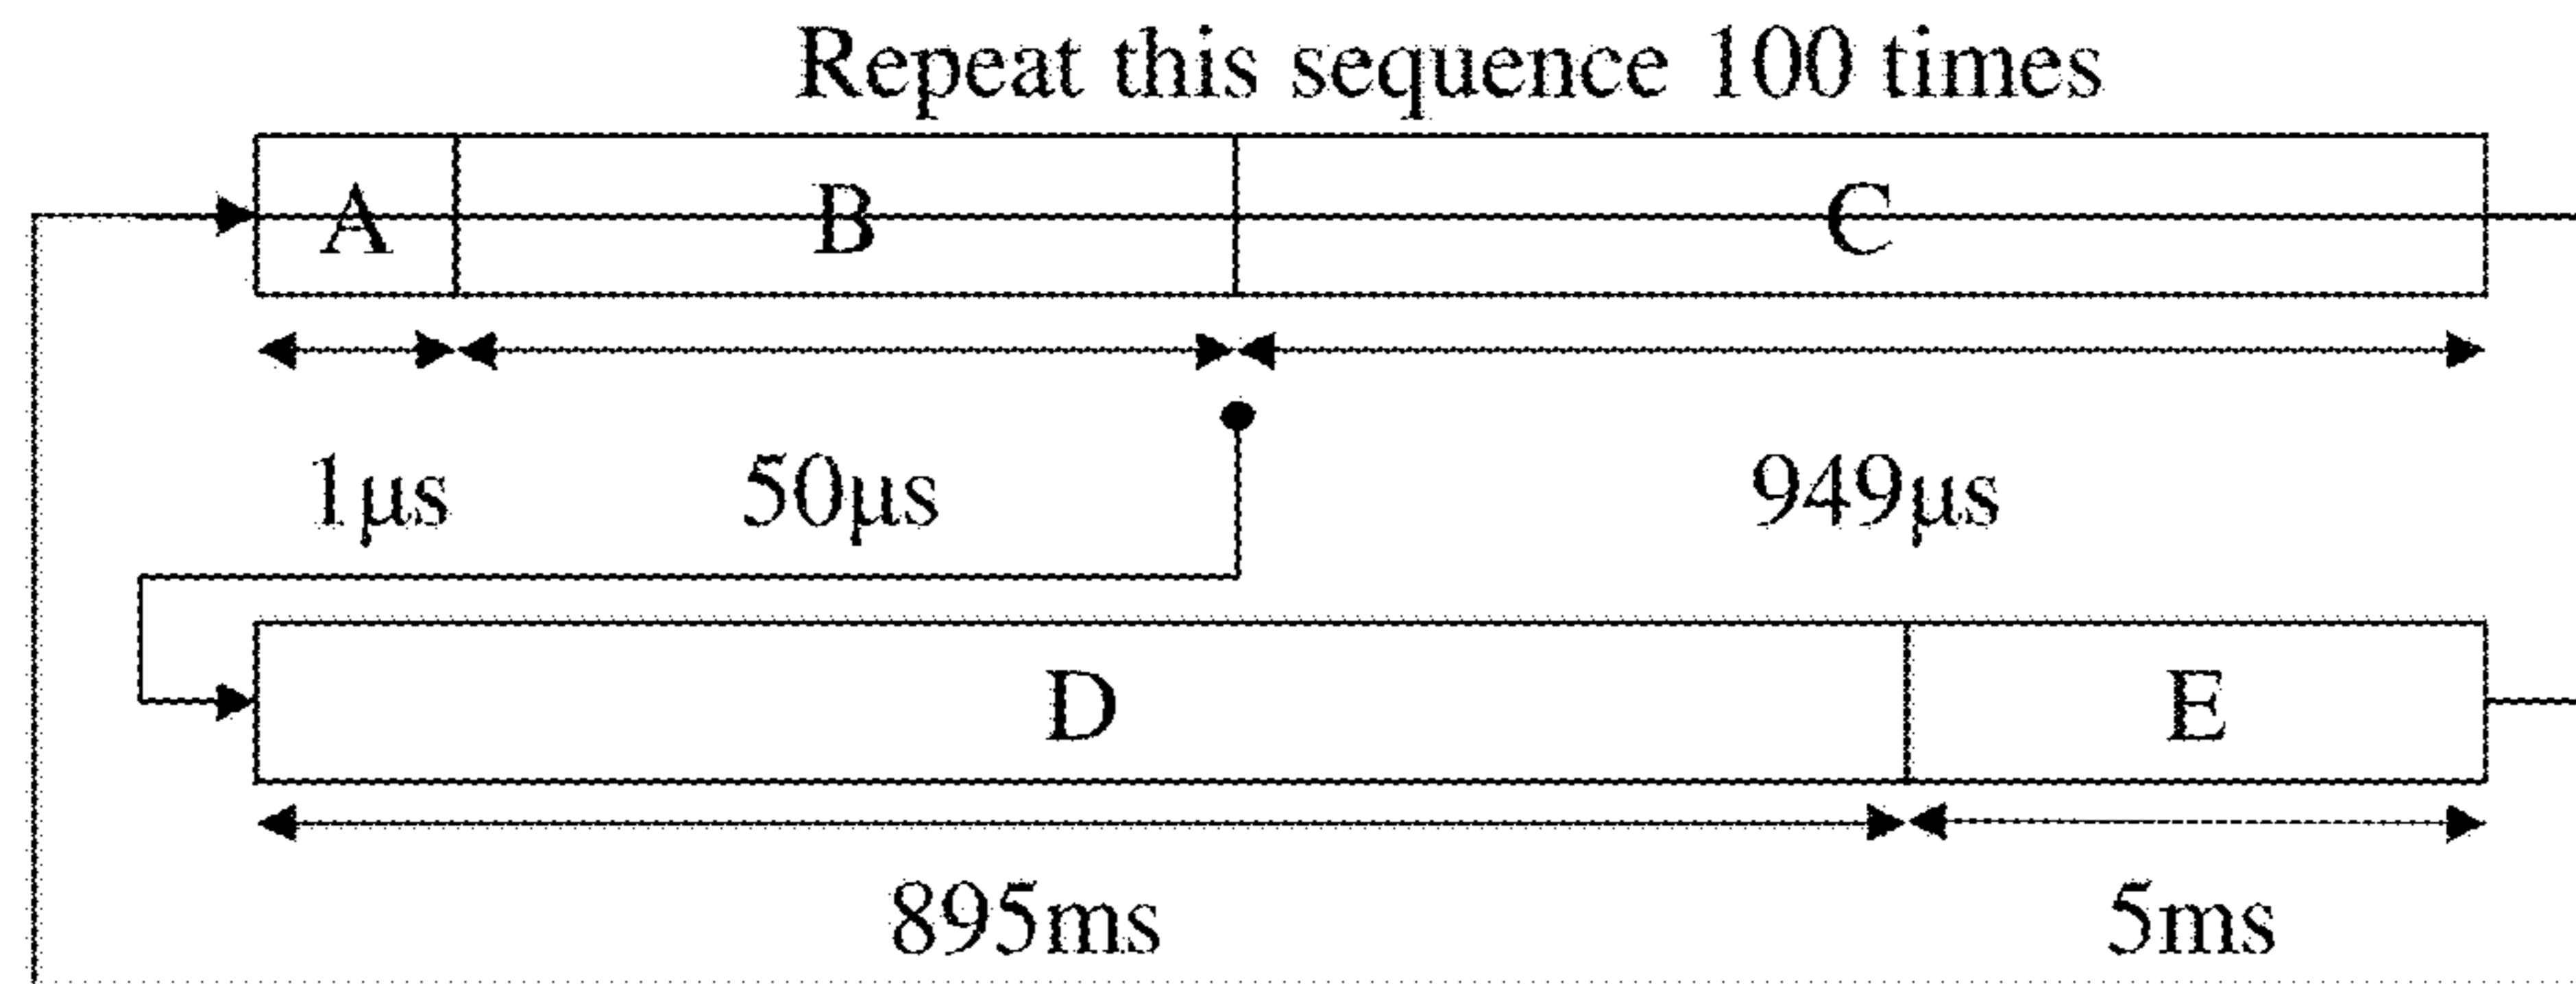 Repeat this sequence 100 times
A B C
1μs 50μs 949μs
D E
895ms 5ms